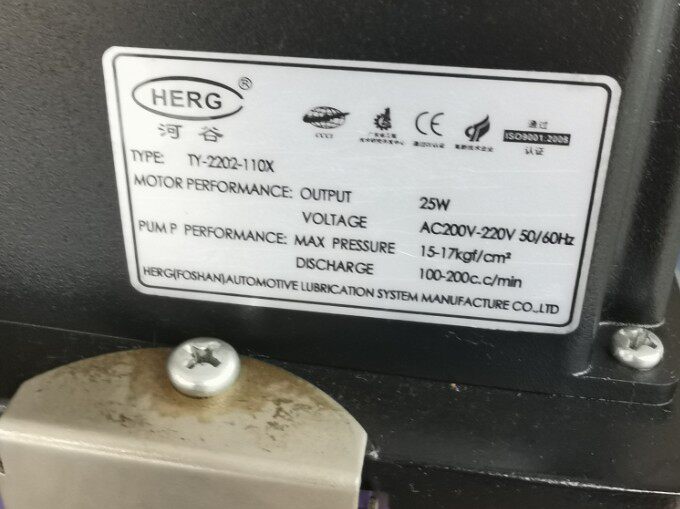 HERG®
河谷
CE
通过
ISO9001:2008
认证
TYPE: TY-2202-110X
MOTOR PERFORMANCE: OUTPUT 25W
VOLTAGE AC200V-220V 50/60Hz
PUMP PERFORMANCE: MAX PRESSURE 15-17kgf/cm²
DISCHARGE 100-200c.c/min
HERG(FOSHAN)AUTOMOTIVE LUBRICATION SYSTEM MANUFACTURE CO.,LTD